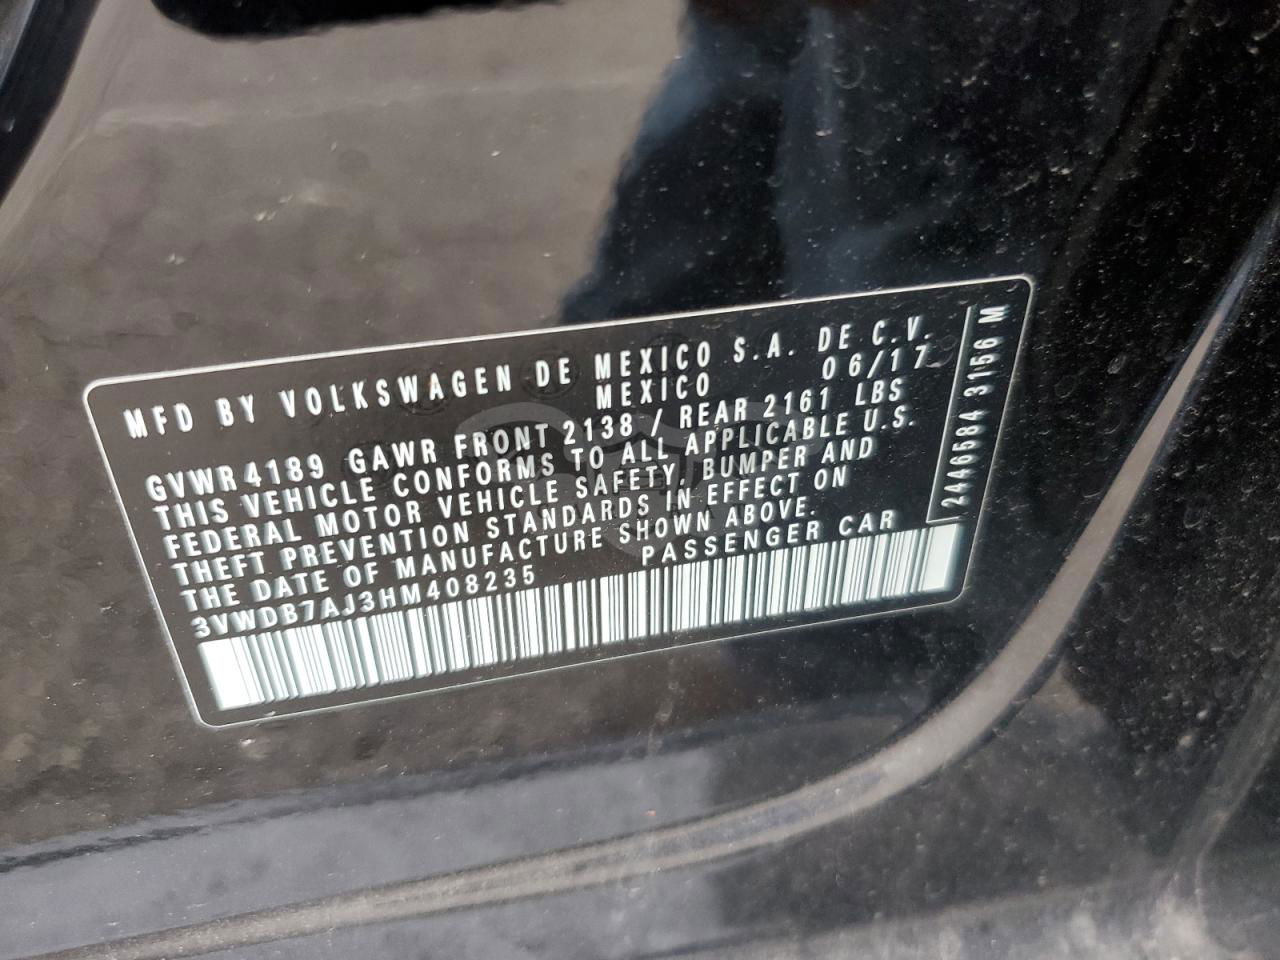 MFD BY VOLKSWAGEN DE MEXICO S.A. DE C.V.
MEXICO 06/17
GVWR 4189 GAWR FRONT 2138 / REAR 2161 LBS
THIS VEHICLE CONFORMS TO ALL APPLICABLE U.S.
FEDERAL MOTOR VEHICLE SAFETY, BUMPER AND
THEFT PREVENTION STANDARDS IN EFFECT ON
THE DATE OF MANUFACTURE SHOWN ABOVE.
3VWDB7AJ3HM408235 PASSENGER CAR
2446584 3156 M